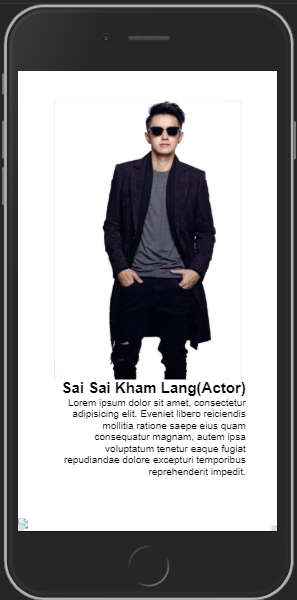 Sai Sai Kham Lang(Actor)
Lorem ipsum dolor sit amet, consectetur
adipisicing elit. Eveniet libero reiciendis
mollitia ratione saepe eius quam
consequatur magnam, autem ipsa
voluptatum tenetur eaque fugiat
repudiandae dolore excepturi temporibus
reprehenderit impedit.